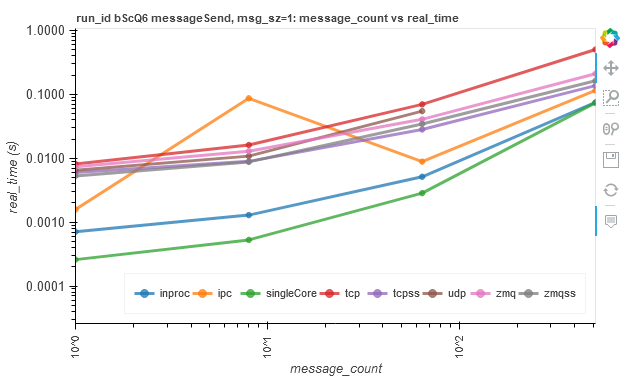 run_id bScQ6 messageSend, msg_sz=1: message_count vs real_time
1.0000
0.1000
0.0100
0.0010
0.0001
real_time (s)
inproc ipc singleCore tcp tcpss udp zmq zmqss
10^0 10^1 10^2
message_count